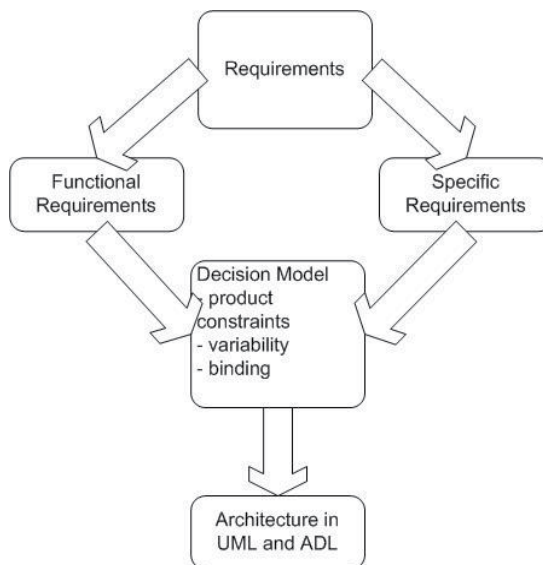 Requirements
Functional
Requirements
Specific
Requirements
Decision Model
- product
constraints
- variability
- binding
Architecture in
UML and ADL